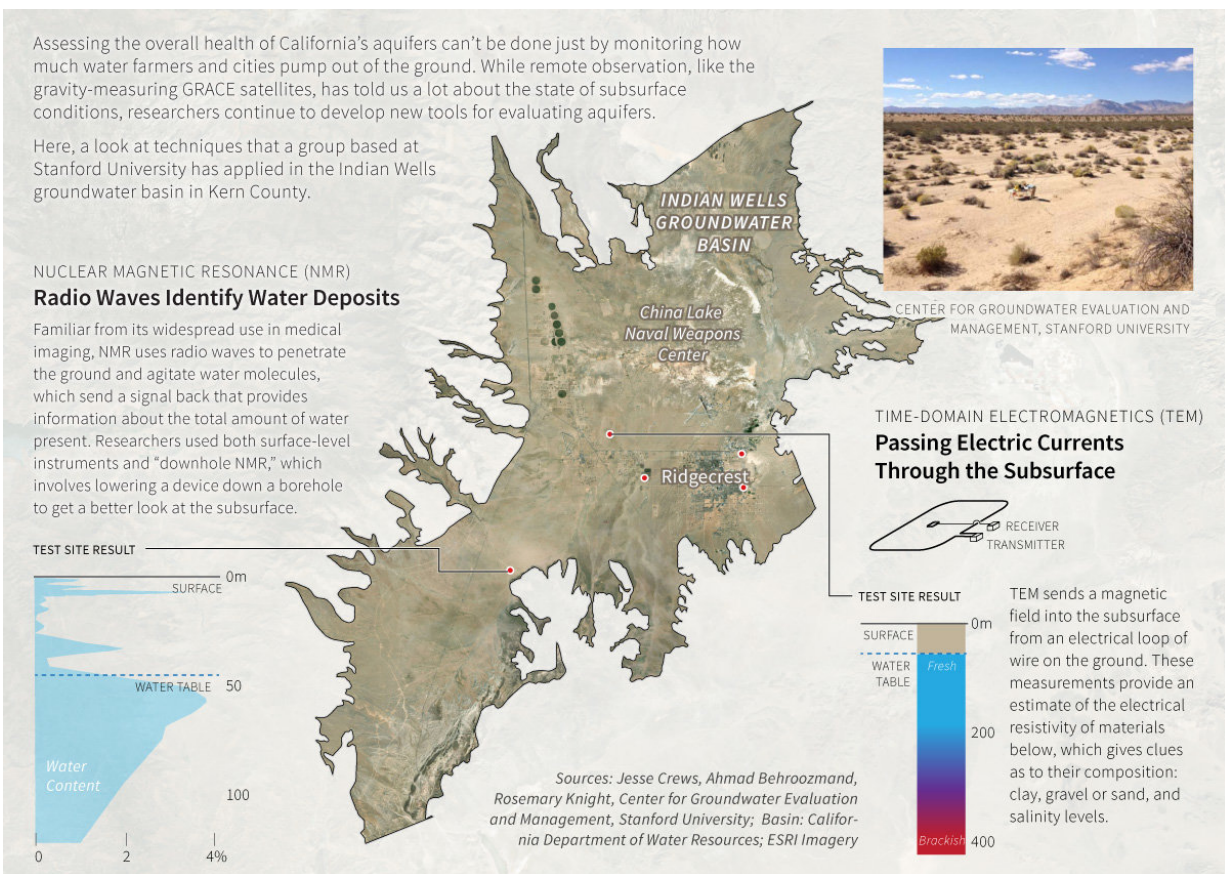 Assessing the overall health of California's aquifers can't be done just by monitoring how
much water farmers and cities pump out of the ground. While remote observation, like the
gravity-measuring GRACE satellites, has told us a lot about the state of subsurface
conditions, researchers continue to develop new tools for evaluating aquifers.
Here, a look at techniques that a group based at
Stanford University has applied in the Indian Wells
groundwater basin in Kern County.
INDIAN WELLS
GROUNDWATER
BASIN
China Lake
Naval Weapons
Center
Ridgecrest
CENTER FOR GROUNDWATER EVALUATION AND
MANAGEMENT, STANFORD UNIVERSITY
NUCLEAR MAGNETIC RESONANCE (NMR)
Radio Waves Identify Water Deposits
Familiar from its widespread use in medical
imaging, NMR uses radio waves to penetrate
the ground and agitate water molecules,
which send a signal back that provides
information about the total amount of water
present. Researchers used both surface-level
instruments and “downhole NMR,” which
involves lowering a device down a borehole
to get a better look at the subsurface.
TEST SITE RESULT
0m
SURFACE
WATER TABLE
50
Water
Content
100
0
2
4%
TIME-DOMAIN ELECTROMAGNETICS (TEM)
Passing Electric Currents
Through the Subsurface
RECEIVER
TRANSMITTER
TEST SITE RESULT
0m
SURFACE
WATER
TABLE
Fresh
200
Brackish
400
TEM sends a magnetic
field into the subsurface
from an electrical loop of
wire on the ground. These
measurements provide an
estimate of the electrical
resistivity of materials
below, which gives clues
as to their composition:
clay, gravel or sand, and
salinity levels.
Sources: Jesse Crews, Ahmad Behroozmand,
Rosemary Knight, Center for Groundwater Evaluation
and Management, Stanford University; Basin: Califor-
nia Department of Water Resources; ESRI Imagery